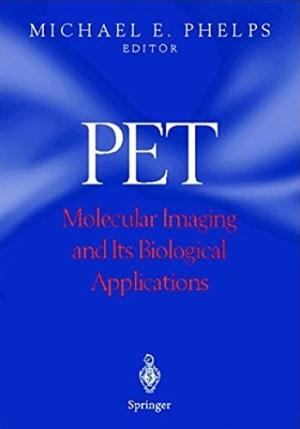 MICHAEL E. PHELPS
EDITOR
PET
Molecular Imaging
and Its Biological
Applications
Springer